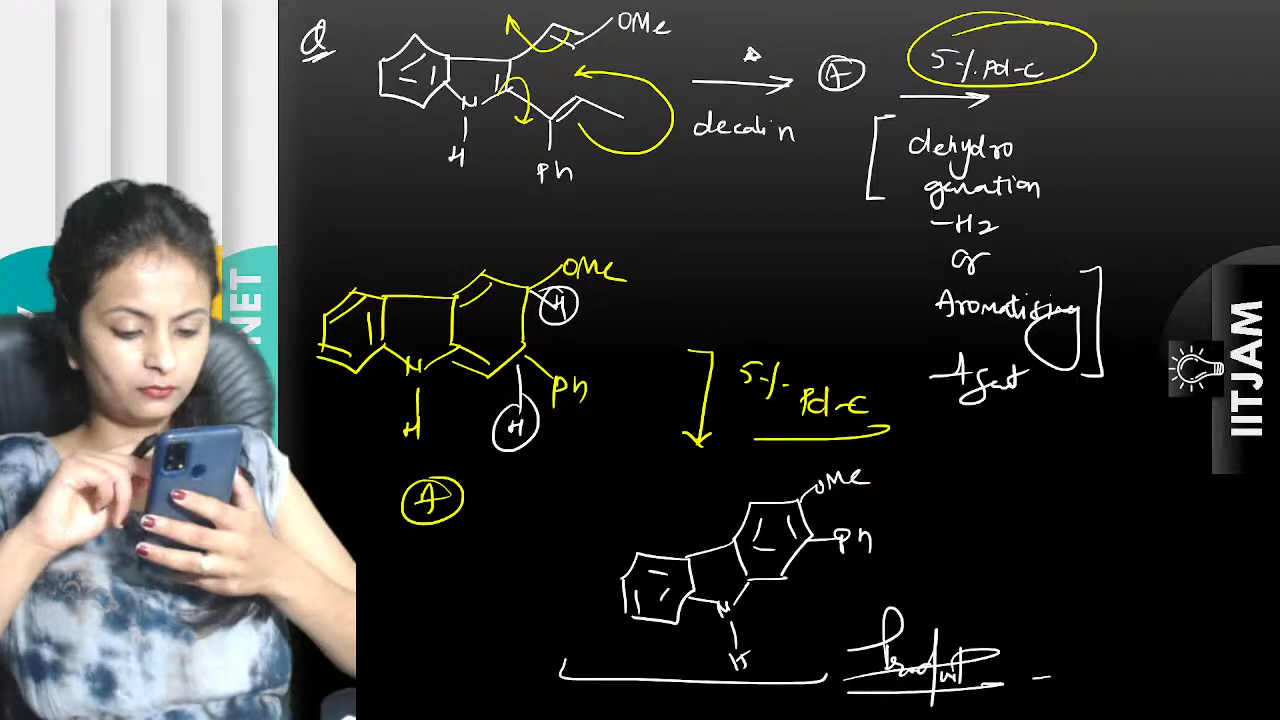 Q
OMe
N
H
Ph
Δ
decalin
A
5-/. Pd-C
dehydro
genation
-H2
or
Aromatising
Agent
OMe
H
Ph
H
N
H
A
5-/.
Pd-C
OMe
Ph
N
H
Product
NET
IITJAM